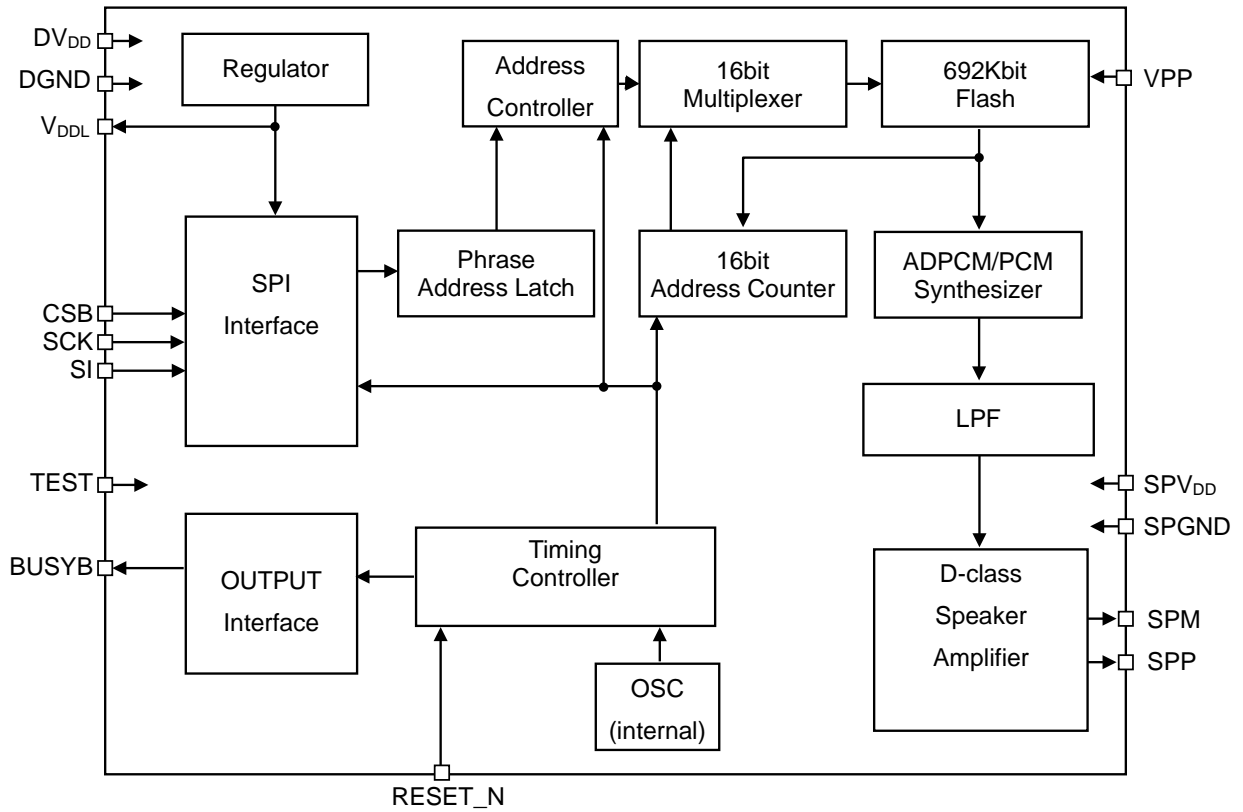 DVDD
DGND
VDDL
CSB
SCK
SI
TEST
BUSYB
Regulator
SPI
Interface
Phrase
Address Latch
Address
Controller
16bit
Multiplexer
692Kbit
Flash
16bit
Address Counter
ADPCM/PCM
Synthesizer
LPF
D-class
Speaker
Amplifier
OUTPUT
Interface
Timing
Controller
OSC
(internal)
RESET_N
VPP
SPVDD
SPGND
SPM
SPP